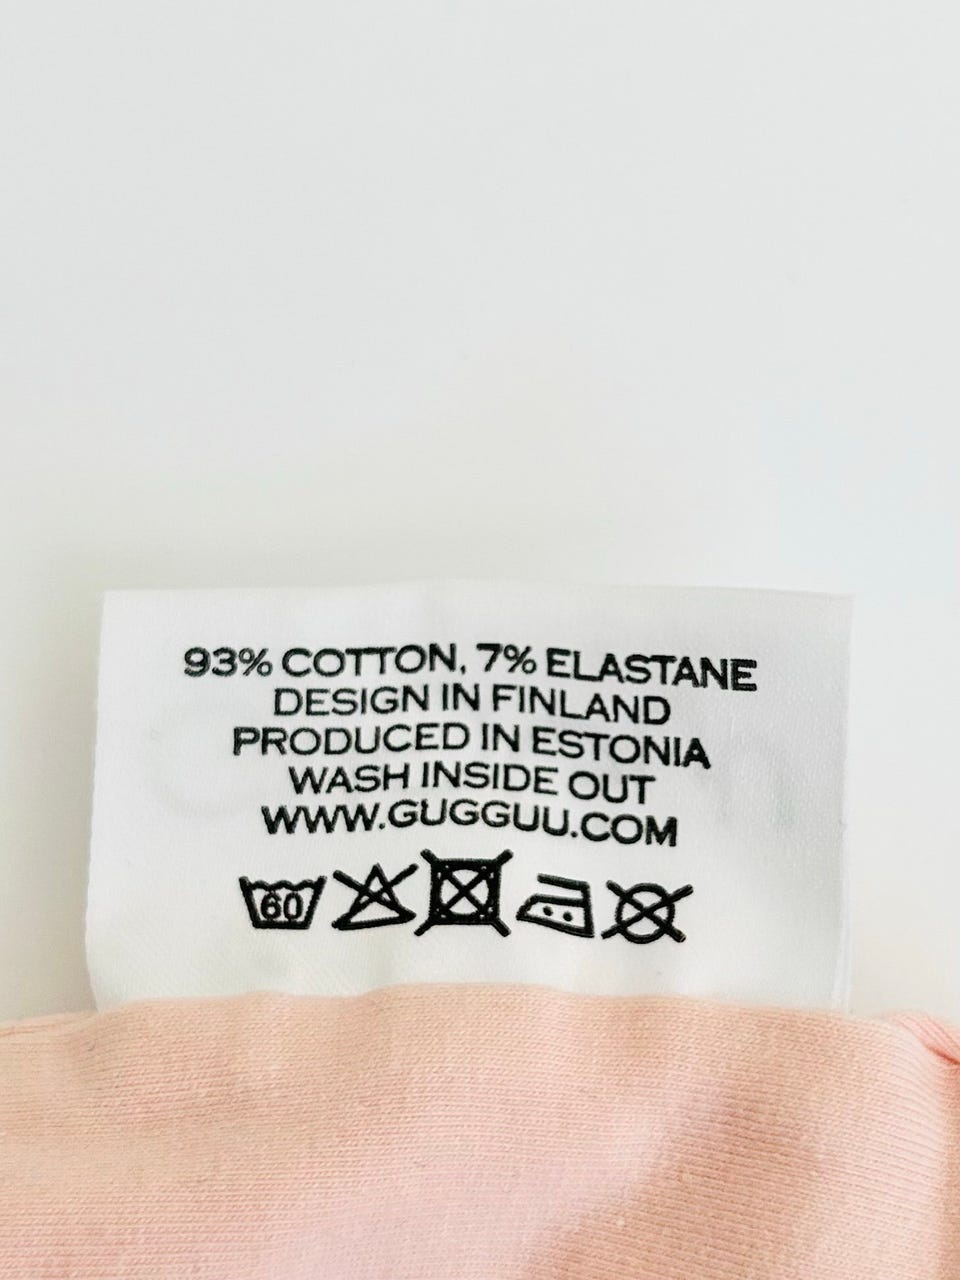 93% COTTON, 7% ELASTANE
DESIGN IN FINLAND
PRODUCED IN ESTONIA
WASH INSIDE OUT
WWW.GUGGUU.COM
60